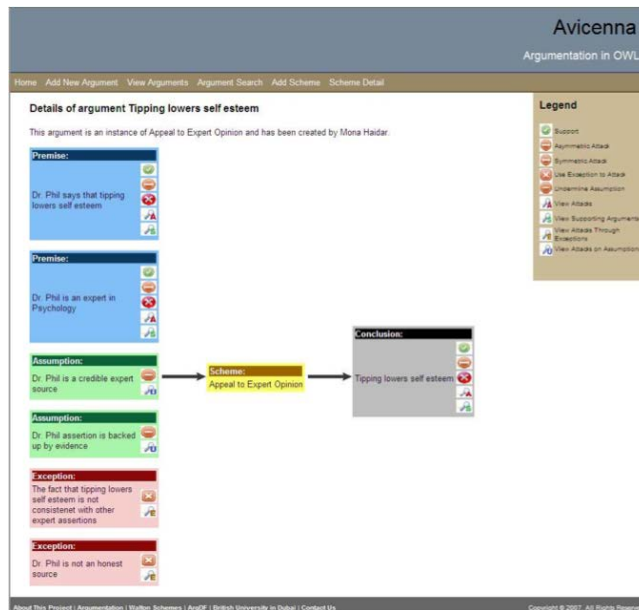 Avicenna
Argumentation in OWL
Home Add New Argument View Arguments Argument Search Add Scheme Scheme Detail
Details of argument Tipping lowers self esteem
This argument is an instance of Appeal to Expert Opinion and has been created by Mona Haidar.
Premise:
Dr. Phil says that tipping
lowers self esteem
Premise:
Dr. Phil is an expert in
Psychology
Assumption:
Dr. Phil is a credible expert
source
Assumption:
Dr. Phil assertion is backed
up by evidence
Exception:
The fact that tipping lowers
self esteem is not
consistenet with other
expert assertions
Exception:
Dr. Phil is not an honest
source
Scheme:
Appeal to Expert Opinion
Conclusion:
Tipping lowers self esteem
Legend
Support
Asymmetric Attack
Symmetric Attack
Use Exception to Attack
Undermine Assumption
View Attacks
View Supporting Arguments
View Attacks Through
Exceptions
View Attacks on Assumption
About This Project | Argumentation | Walton Schemes | AraDF | British University in Dubai | Contact Us
Copyright © 2007. All Rights Reserve